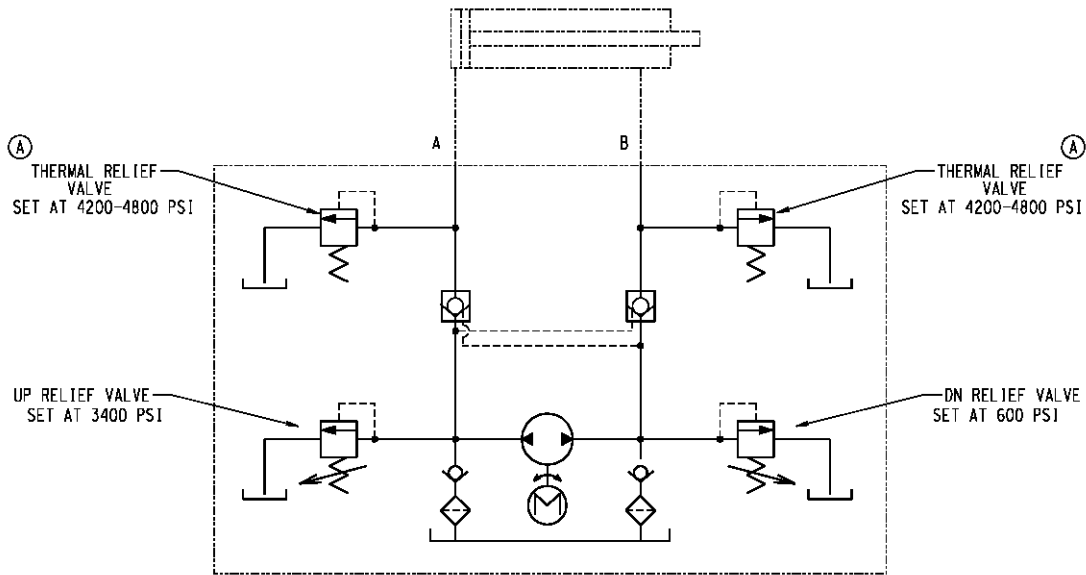 A B
Ⓐ Ⓐ
THERMAL RELIEF
VALVE
SET AT 4200-4800 PSI
THERMAL RELIEF
VALVE
SET AT 4200-4800 PSI
UP RELIEF VALVE
SET AT 3400 PSI
DN RELIEF VALVE
SET AT 600 PSI
M